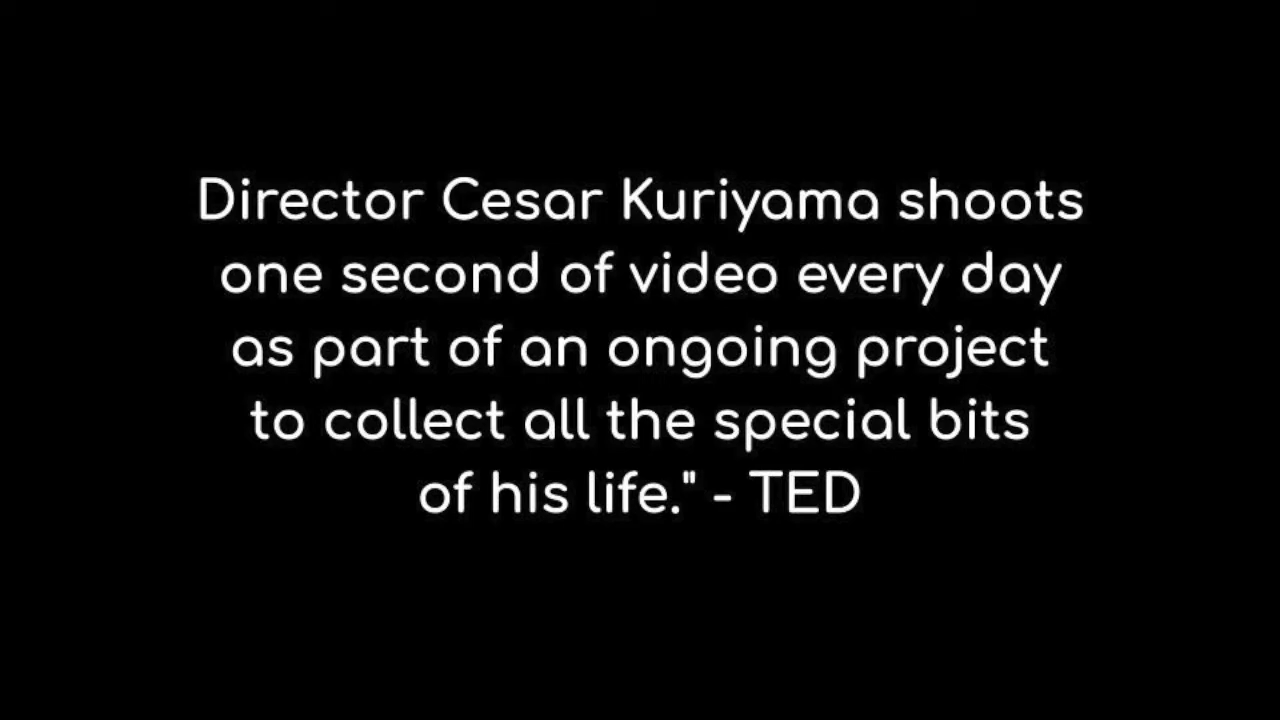 Director Cesar Kuriyama shoots
one second of video every day
as part of an ongoing project
to collect all the special bits
of his life." - TED